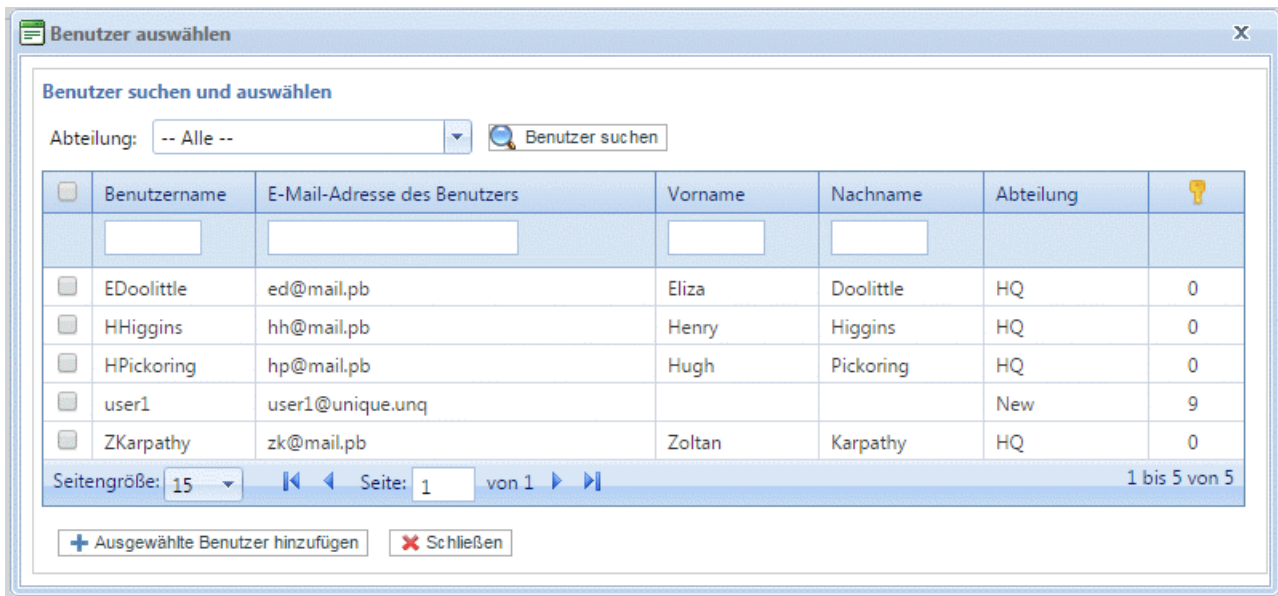 Benutzer auswählen
Benutzer suchen und auswählen
Abteilung: -- Alle -- Benutzer suchen
Benutzername E-Mail-Adresse des Benutzers Vorname Nachname Abteilung
EDoolittle ed@mail.pb Eliza Doolittle HQ 0
HHiggins hh@mail.pb Henry Higgins HQ 0
HPickoring hp@mail.pb Hugh Pickoring HQ 0
user1 user1@unique.unq New 9
ZKarpathy zk@mail.pb Zoltan Karpathy HQ 0
Seitengröße: 15 Seite: 1 von 1 1 bis 5 von 5
Ausgewählte Benutzer hinzufügen Schließen